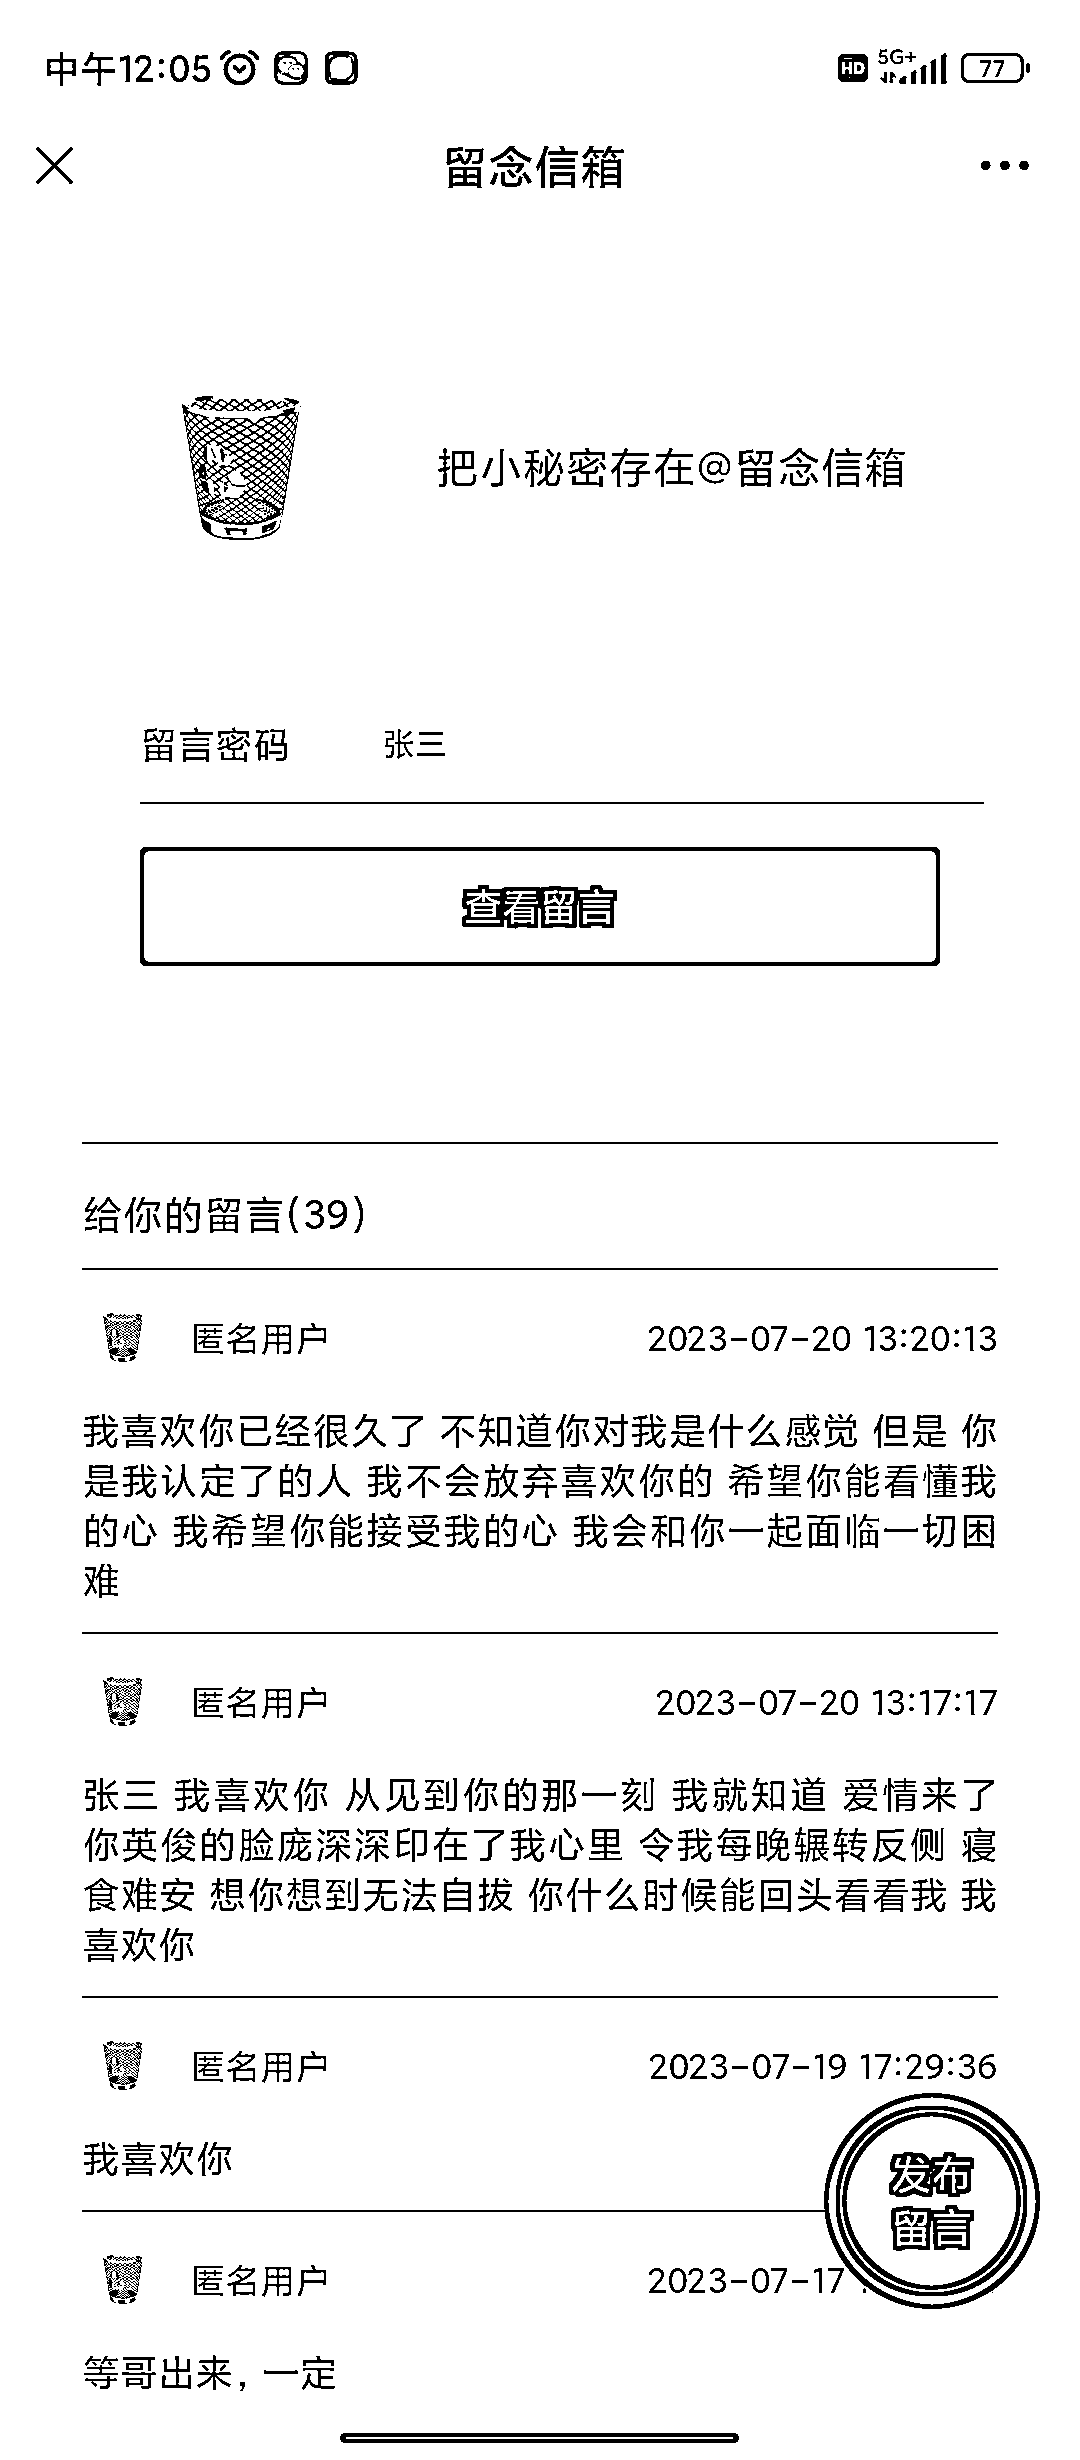 中午12:05
HD 5G+ 77
留念信箱
把小秘密存在@留念信箱
留言密码 张三
查看留言
给你的留言(39)
匿名用户 2023-07-20 13:20:13
我喜欢你已经很久了 不知道你对我是什么感觉 但是 你
是我认定了的人 我不会放弃喜欢你的 希望你能看懂我
的心 我希望你能接受我的心 我会和你一起面临一切困
难
匿名用户 2023-07-20 13:17:17
张三 我喜欢你 从见到你的那一刻 我就知道 爱情来了
你英俊的脸庞深深印在了我心里 令我每晚辗转反侧 寝
食难安 想你想到无法自拔 你什么时候能回头看看我 我
喜欢你
匿名用户 2023-07-19 17:29:36
我喜欢你
发布
留言
匿名用户 2023-07-17
等哥出来，一定